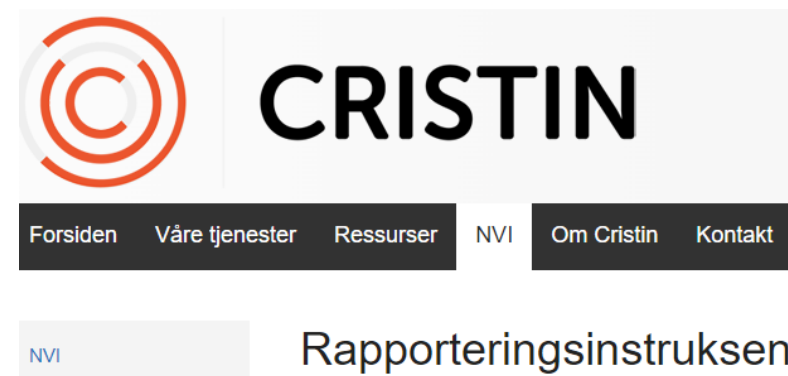 CRISTIN
Forsiden Våre tjenester Ressurser NVI Om Cristin Kontakt
NVI
Rapporteringsinstruksen